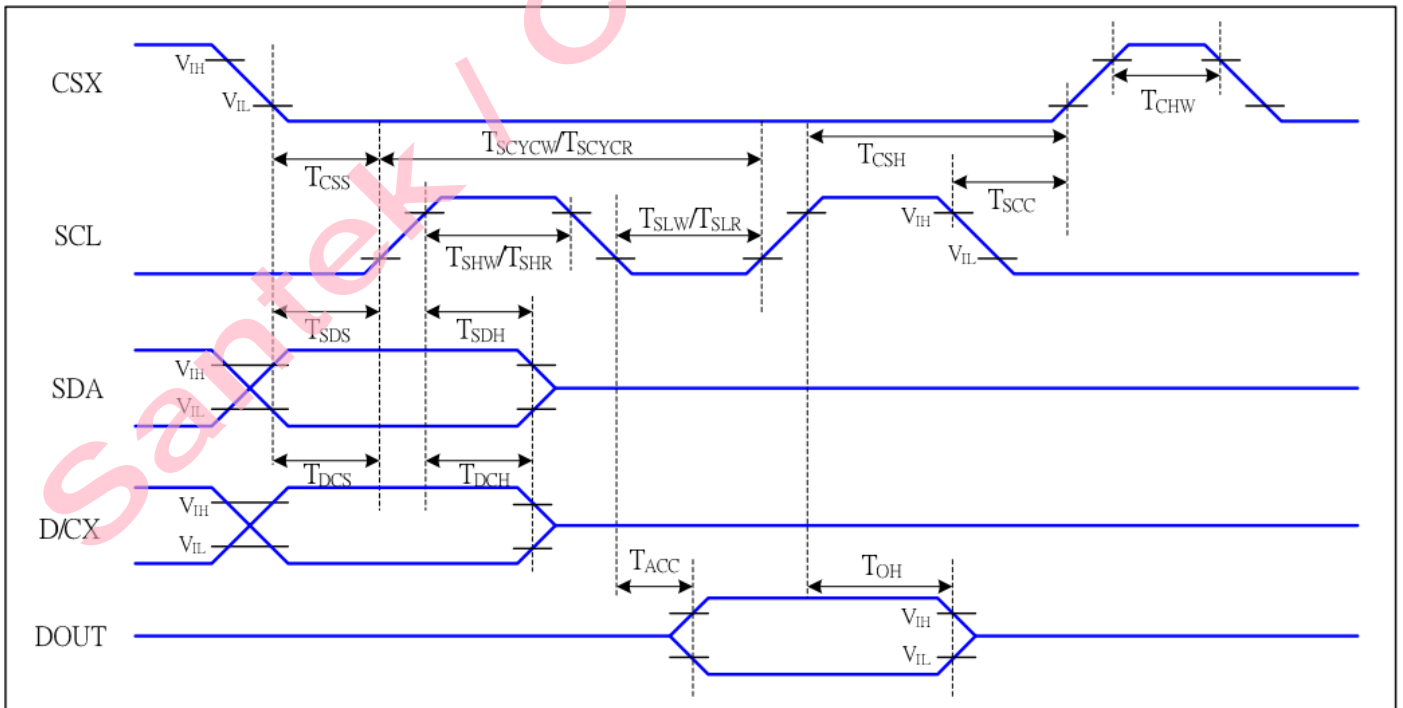 CSX
VIH
VIL
TCHW
TSCYCW/TSCYCR
TCSH
TCSS
TSCC
SCL
TSLW/TSLR
VIH
VIL
TSHW/TSHR
TSDS
TSDH
SDA
VIH
VIL
TDCS
TDCH
D/CX
VIH
VIL
TACC
TOH
DOUT
VIH
VIL
Santek /